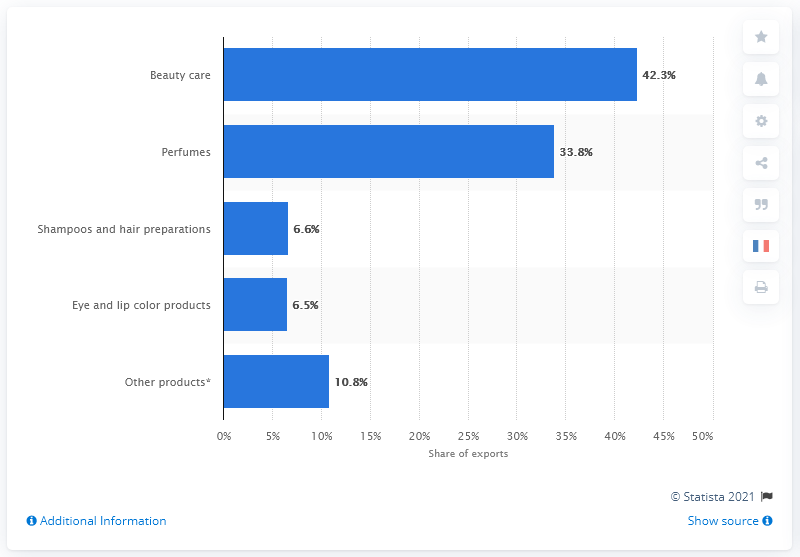 Beauty care
42.3%
Perfumes
33.8%
Shampoos and hair preparations
6.6%
Eye and lip color products
6.5%
Other products*
10.8%
0% 5% 10% 15% 20% 25% 30% 35% 40% 45% 50%
Share of exports
© Statista 2021
Additional Information
Show source